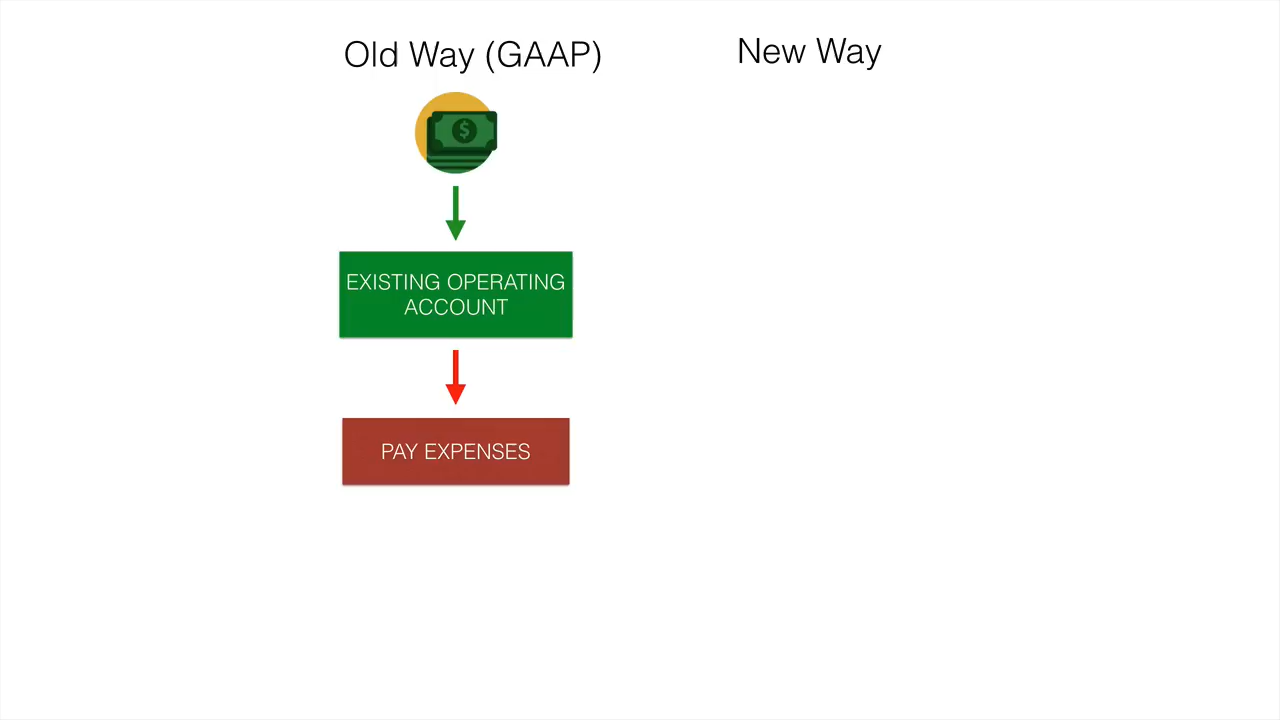 Old Way (GAAP)
New Way
$
EXISTING OPERATING
ACCOUNT
PAY EXPENSES